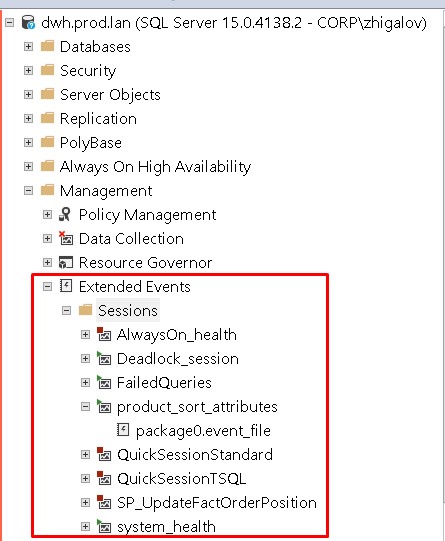 dwh.prod.lan (SQL Server 15.0.4138.2 - CORP\zhigalov)
Databases
Security
Server Objects
Replication
PolyBase
Always On High Availability
Management
Policy Management
Data Collection
Resource Governor
Extended Events
Sessions
AlwaysOn_health
Deadlock_session
FailedQueries
product_sort_attributes
package0.event_file
QuickSessionStandard
QuickSessionTSQL
SP_UpdateFactOrderPosition
system_health